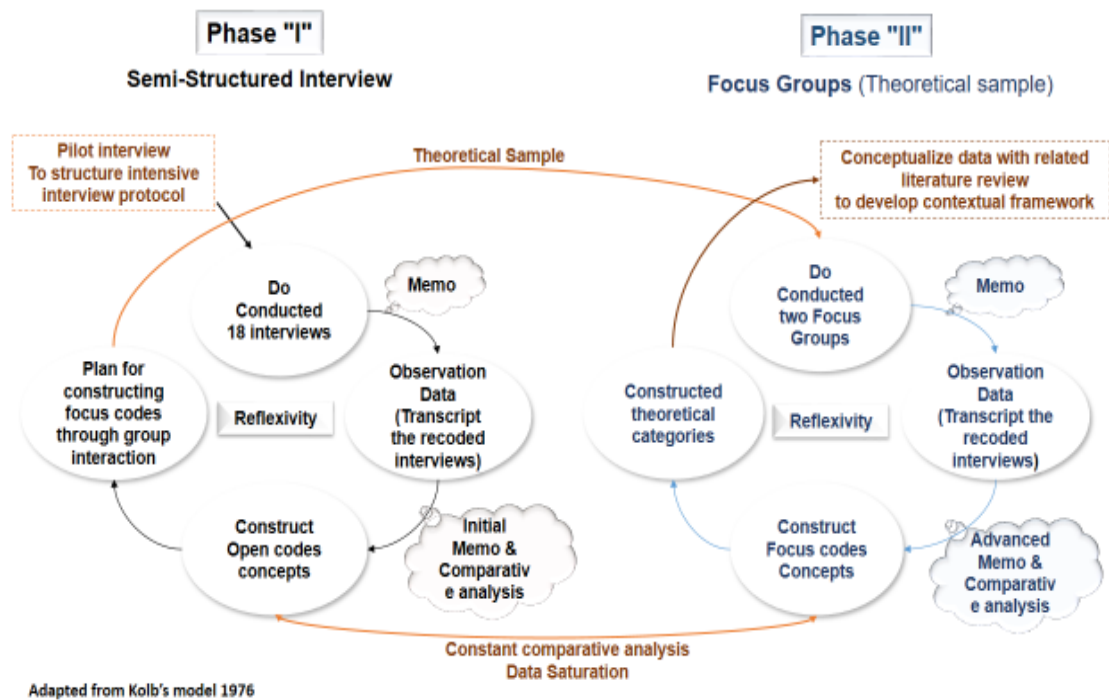 Phase "I"
Semi-Structured Interview
Phase "II"
Focus Groups (Theoretical sample)
Pilot interview
To structure intensive
interview protocol
Theoretical Sample
Conceptualize data with related
literature review
to develop contextual framework
Do
Conducted
18 interviews
Memo
Observation
Data
(Transcript
the recoded
interviews)
Initial
Memo &
Comparativ
e analysis
Construct
Open codes
concepts
Plan for
constructing
focus codes
through group
interaction
Reflexivity
Do
Conducted
two Focus
Groups
Memo
Observation
Data
(Transcript the
recoded
interviews)
Advanced
Memo &
Comparativ
e analysis
Construct
Focus codes
Concepts
Constructed
theoretical
categories
Reflexivity
Constant comparative analysis
Data Saturation
Adapted from Kolb's model 1976